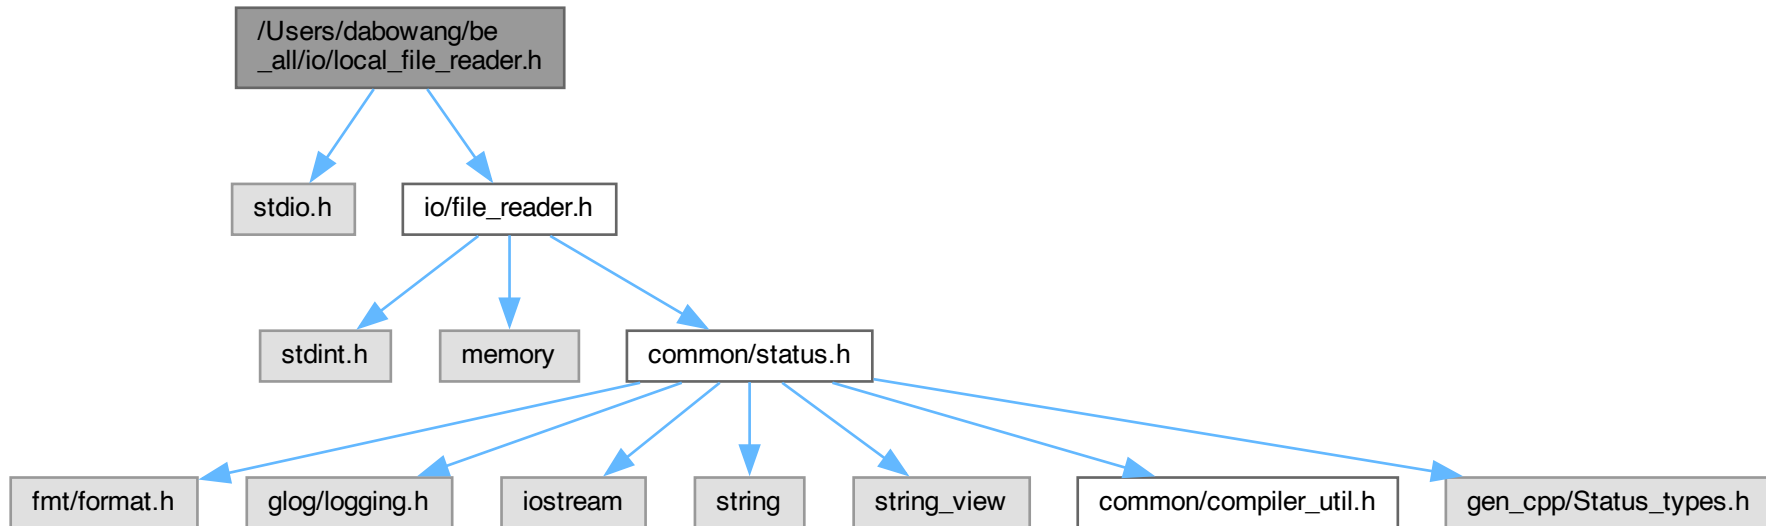 /Users/dabowang/be
_all/io/local_file_reader.h
stdio.h
io/file_reader.h
stdint.h
memory
common/status.h
fmt/format.h
glog/logging.h
iostream
string
string_view
common/compiler_util.h
gen_cpp/Status_types.h